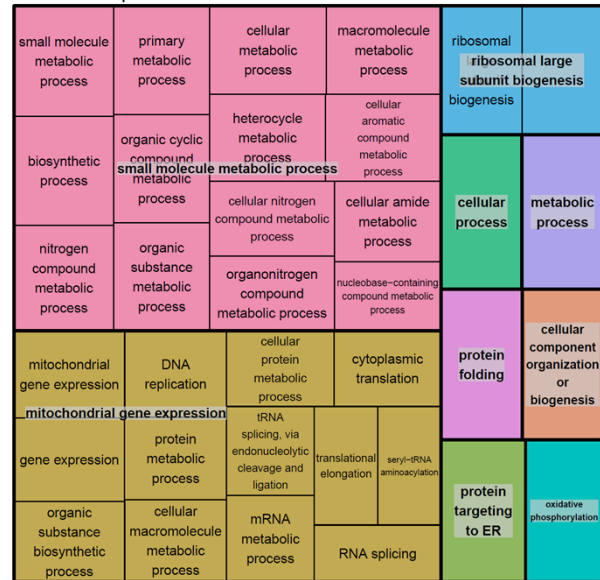 small molecule
metabolic
process
primary
metabolic
process
cellular
metabolic
process
macromolecule
metabolic
process
biosynthetic
process
organic cyclic
compound
metabolic
process
heterocycle
metabolic
process
cellular
aromatic
compound
metabolic
process
small molecule metabolic process
nitrogen
compound
metabolic
process
organic
substance
metabolic
process
cellular nitrogen
compound metabolic
process
cellular amide
metabolic
process
organonitrogen
compound
metabolic process
nucleobase-containing
compound metabolic
process
mitochondrial
gene expression
DNA
replication
cellular
protein
metabolic
process
cytoplasmic
translation
mitochondrial gene expression
gene expression
protein
metabolic
process
tRNA
splicing, via
endonucleolytic
cleavage and
ligation
translational
elongation
seryl-tRNA
aminoacylation
organic
substance
biosynthetic
process
cellular
macromolecule
metabolic
process
mRNA
metabolic
process
RNA splicing
ribosomal
biogenesis
ribosomal large
subunit biogenesis
cellular
process
metabolic
process
protein
folding
cellular
component
organization
or
biogenesis
protein
targeting
to ER
oxidative
phosphorylation